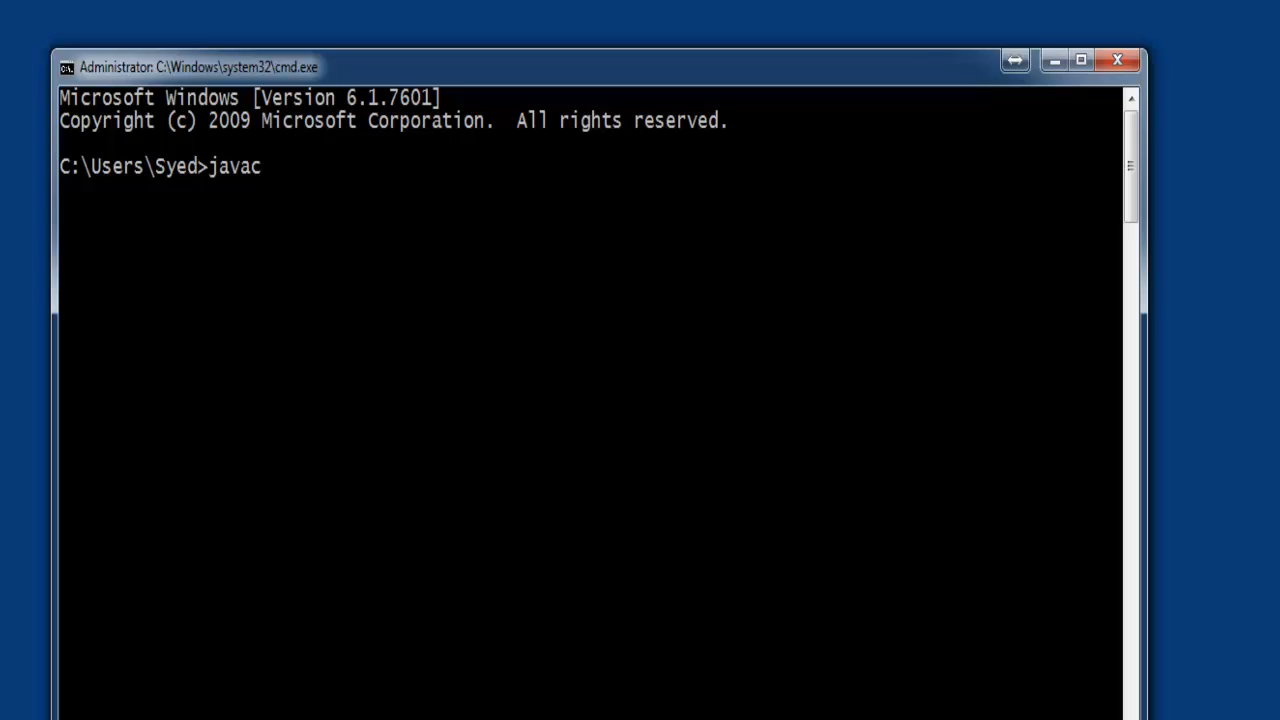 Administrator: C:\Windows\system32\cmd.exe
Microsoft Windows [Version 6.1.7601]
Copyright (c) 2009 Microsoft Corporation.  All rights reserved.
C:\Users\Syed>javac